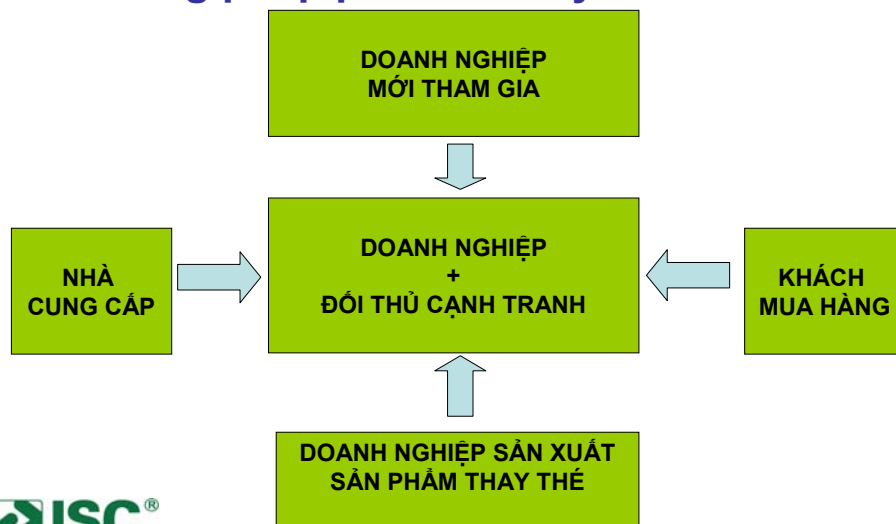 DOANH NGHIỆP
MỚI THAM GIA
DOANH NGHIỆP
+
ĐỐI THỦ CẠNH TRANH
NHÀ
CUNG CẤP
KHÁCH
MUA HÀNG
DOANH NGHIỆP SẢN XUẤT
SẢN PHẨM THAY THẾ
ISC®